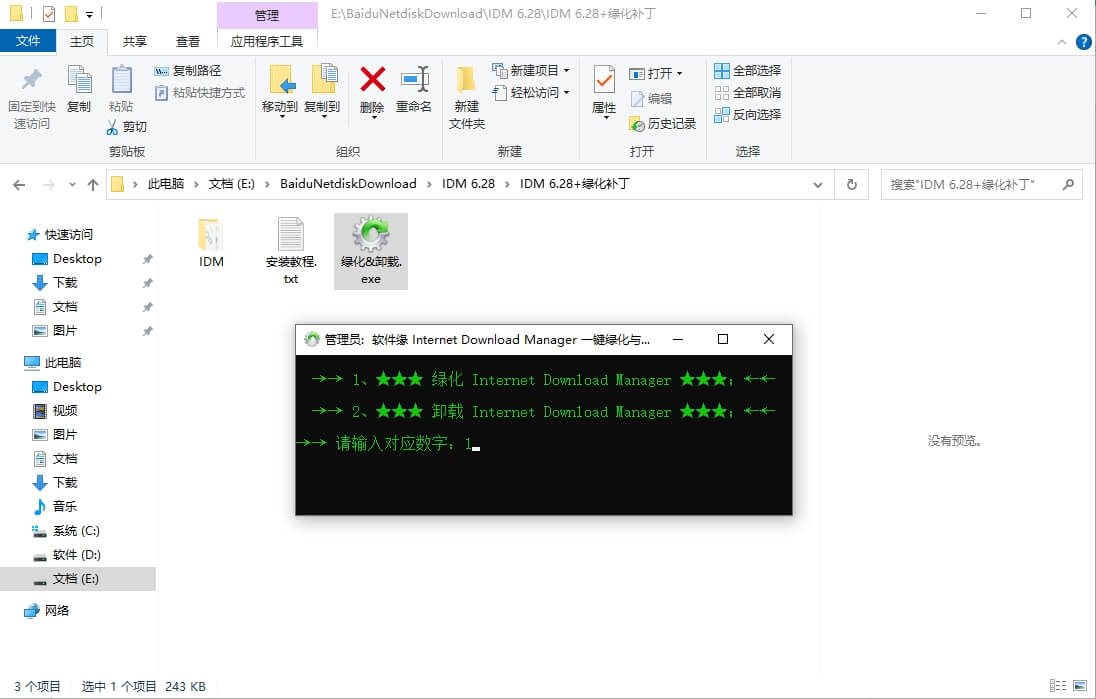 管理
E:\BaiduNetdiskDownload\IDM 6.28\IDM 6.28+绿化补丁
文件
主页
共享
查看
应用程序工具
固定到快
速访问
复制
粘贴
复制路径
粘贴快捷方式
剪切
剪贴板
移动到
复制到
删除
重命名
组织
新建
文件夹
新建项目
轻松访问
新建
属性
打开
编辑
历史记录
打开
全部选择
全部取消
反向选择
选择
此电脑 › 文档 (E:) › BaiduNetdiskDownload › IDM 6.28 › IDM 6.28+绿化补丁
搜索"IDM 6.28+绿化补丁"
快速访问
Desktop
下载
文档
图片
此电脑
Desktop
视频
图片
文档
下载
音乐
系统 (C:)
软件 (D:)
文档 (E:)
网络
IDM
安装教程.
txt
绿化&卸载.
exe
管理员: 软件缘 Internet Download Manager 一键绿化与...
→→ 1、★★★ 绿化 Internet Download Manager ★★★; ←←
→→ 2、★★★ 卸载 Internet Download Manager ★★★; ←←
→→ 请输入对应数字: 1
没有预览。
3 个项目 选中 1 个项目 243 KB